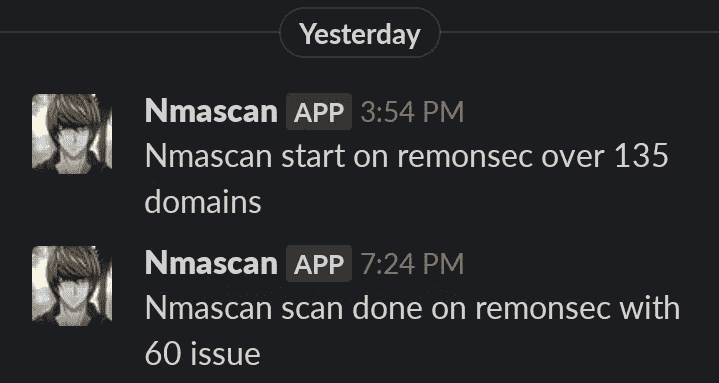 Yesterday
Nmascan APP 3:54 PM
Nmascan start on remonsec over 135
domains
Nmascan APP 7:24 PM
Nmascan scan done on remonsec with
60 issue